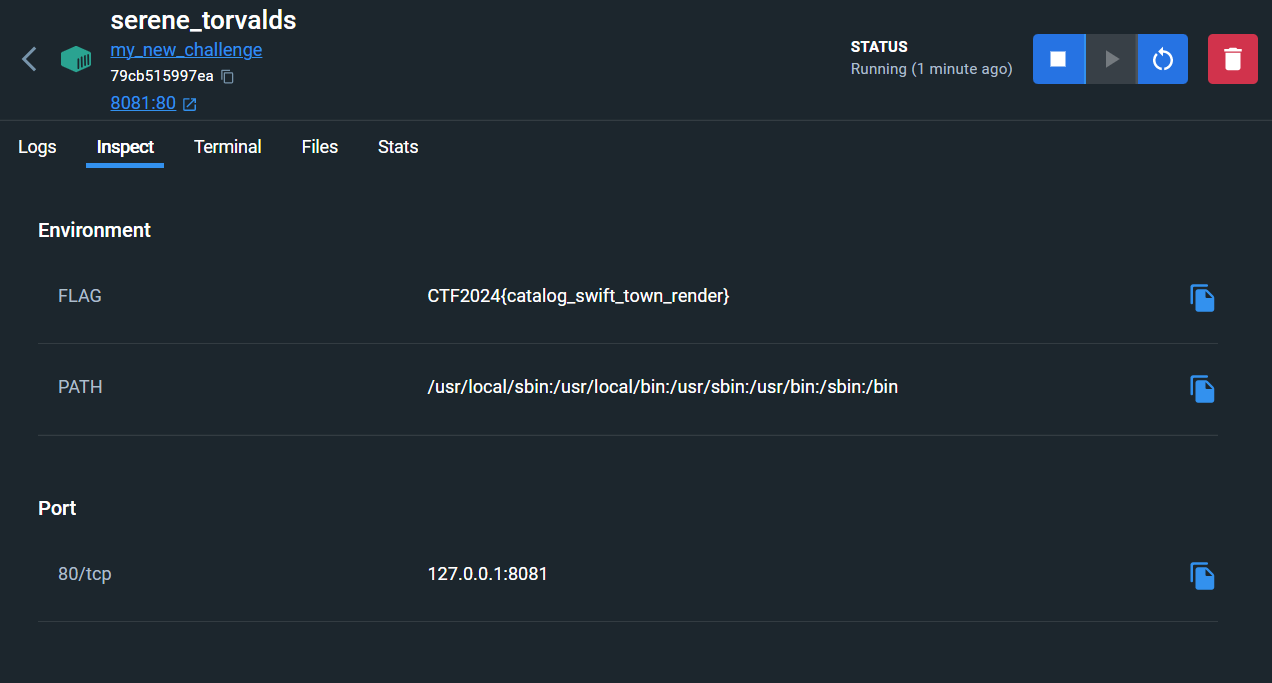 serene_torvalds
my_new_challenge
79cb515997ea
8081:80
STATUS
Running (1 minute ago)
Logs Inspect Terminal Files Stats
Environment
FLAG CTF2024{catalog_swift_town_render}
PATH /usr/local/sbin:/usr/local/bin:/usr/sbin:/usr/bin:/sbin:/bin
Port
80/tcp 127.0.0.1:8081